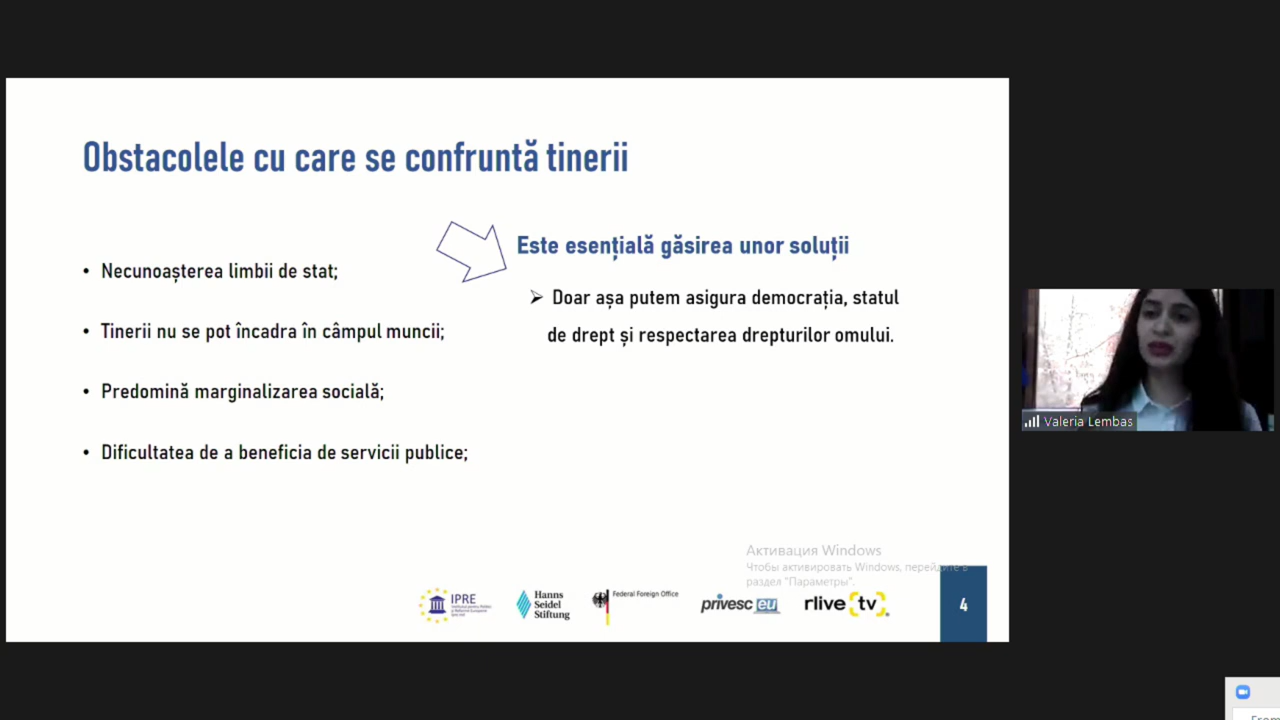 Obstacolele cu care se confruntă tinerii
Este esențială găsirea unor soluții
• Necunoașterea limbii de stat;
➢ Doar așa putem asigura democrația, statul
de drept și respectarea drepturilor omului.
• Tinerii nu se pot încadra în câmpul muncii;
• Predomină marginalizarea socială;
• Dificultatea de a beneficia de servicii publice;
Valeria Lembas
Активация Windows
Чтобы активировать Windows, перейдите в
раздел "Параметры".
IPRE
Hanns
Seidel
Stiftung
Federal Foreign Office
privesc eu
rlive tv
4